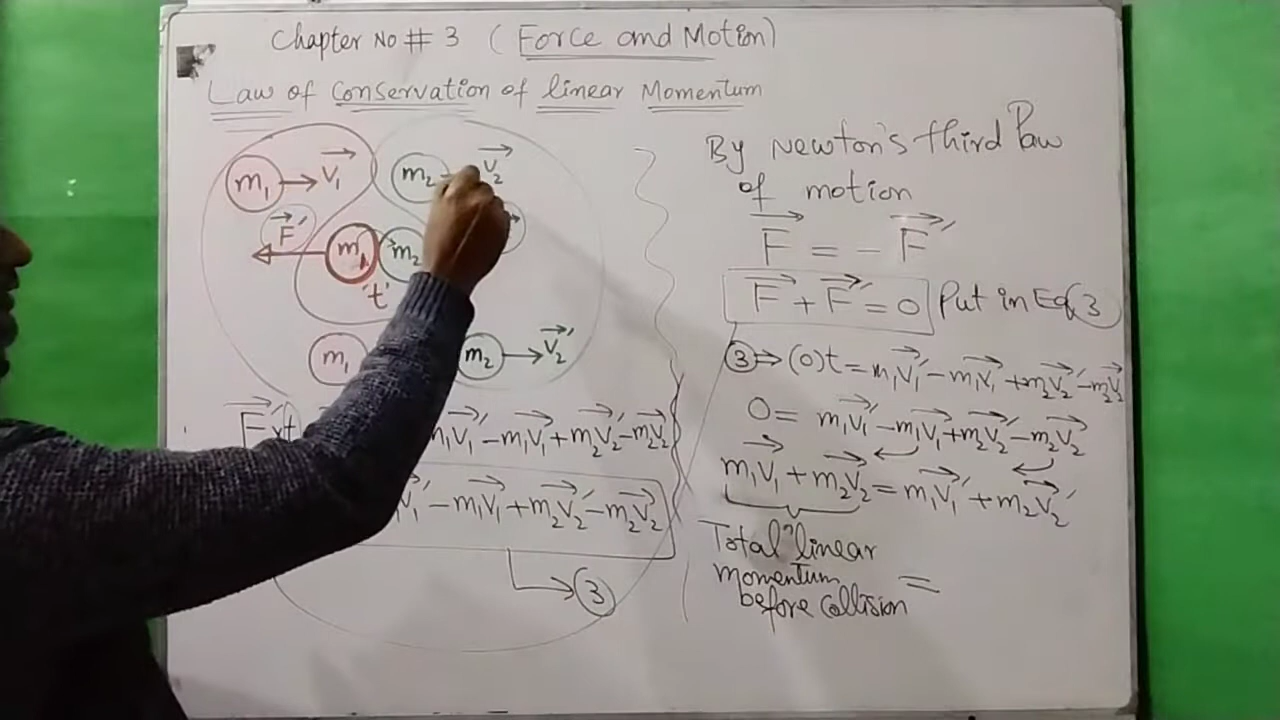 Chapter No # 3 (Force and Motion)
Law of Conservation of linear Momentum
m₁ → V₁⃗
m₂ V₂⃗
F⃗′
m₁ m₂
't'
m₁
m₂ → V₂⃗′
F⃗′×t
m₁V₁⃗′ − m₁V₁⃗ + m₂V₂⃗′ − m₂V₂⃗
V₁⃗′ − m₁V₁⃗ + m₂V₂⃗′ − m₂V₂⃗
3
By Newton's third law
of motion
F⃗ = − F⃗′
F⃗ + F⃗′ = 0 Put in Eq 3
3 ⇒ (0)t = m₁V₁⃗′ − m₁V₁⃗ + m₂V₂⃗′ − m₂V₂⃗
0 = m₁V₁⃗′ − m₁V₁⃗ + m₂V₂⃗′ − m₂V₂⃗
m₁V₁⃗ + m₂V₂⃗ = m₁V₁⃗′ + m₂V₂⃗′
Total linear
momentum
before collision =